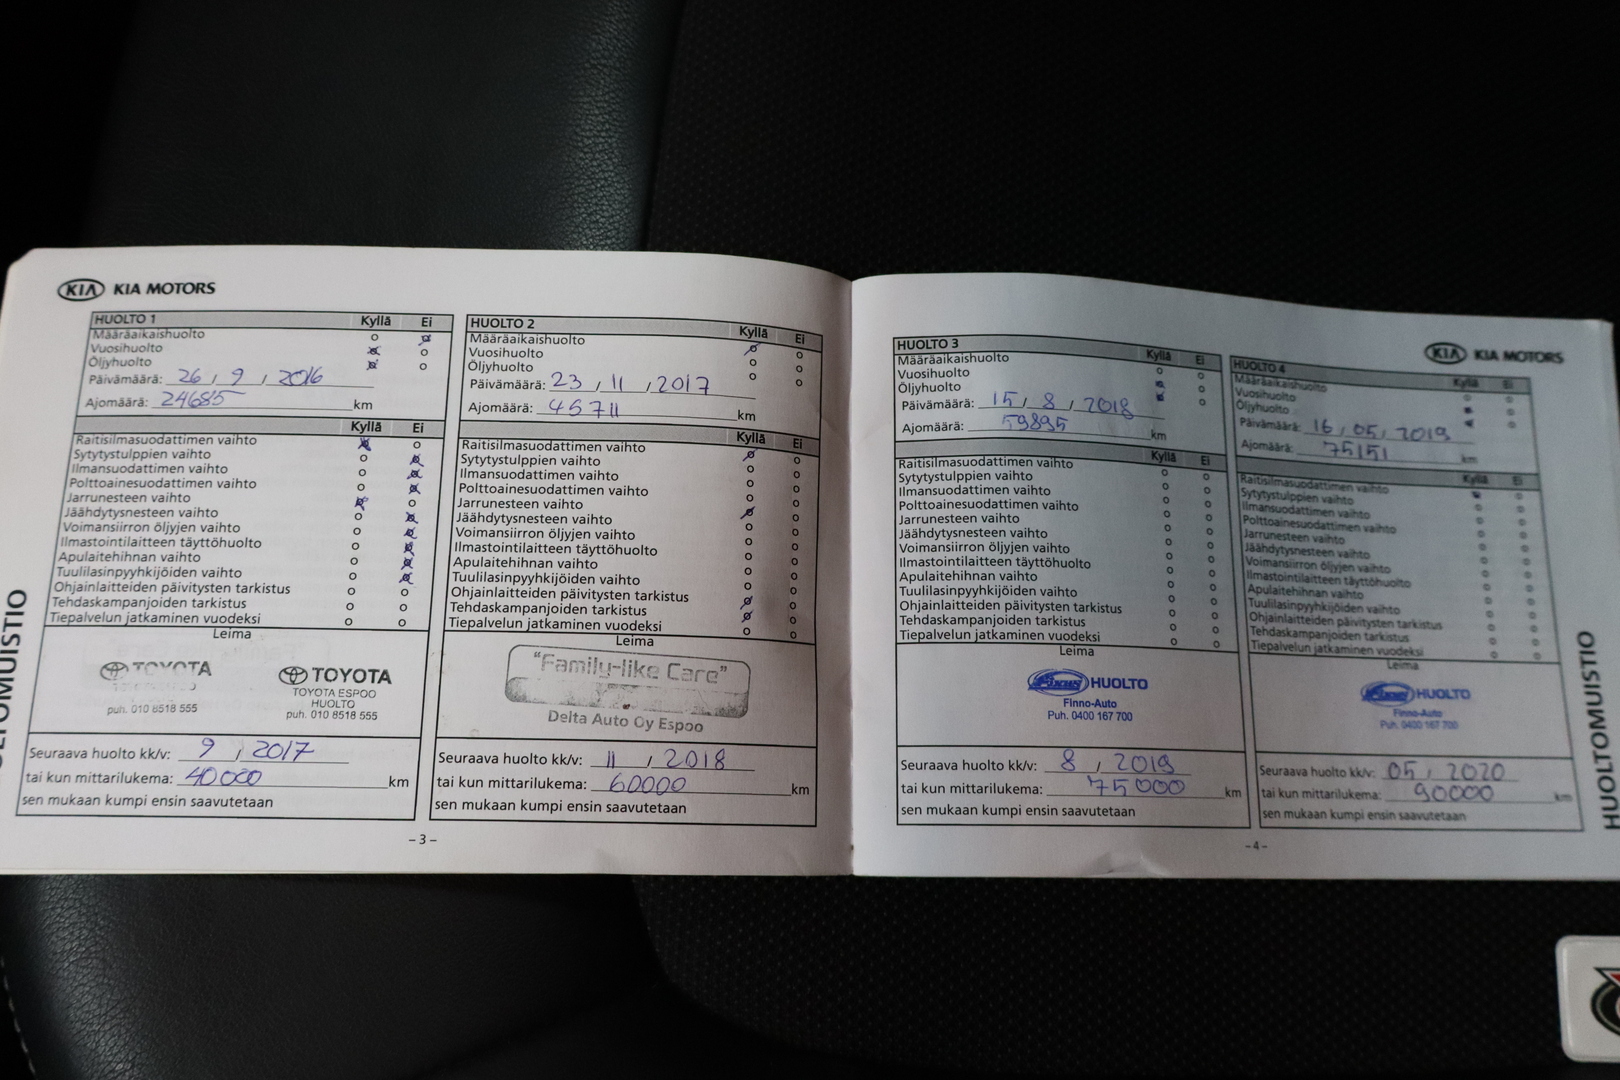 KIA KIA MOTORS
HUOLTO 1 Kyllä Ei
Määräaikaishuolto
Vuosihuolto
Öljyhuolto
Päivämäärä: 26 / 9 / 2016
Ajomäärä: 24685 km
Kyllä Ei
Raitisilmasuodattimen vaihto
Sytytystulppien vaihto
Ilmansuodattimen vaihto
Polttoainesuodattimen vaihto
Jarrunesteen vaihto
Jäähdytysnesteen vaihto
Voimansiirron öljyjen vaihto
Ilmastointilaitteen täyttöhuolto
Apulaitehihnan vaihto
Tuulilasinpyyhkijöiden vaihto
Ohjainlaitteiden päivitysten tarkistus
Tehdaskampanjoiden tarkistus
Tiepalvelun jatkaminen vuodeksi
Leima
TOYOTA
puh. 010 8518 555
TOYOTA
TOYOTA ESPOO
HUOLTO
puh. 010 8518 555
Seuraava huolto kk/v: 9 / 2017
tai kun mittarilukema: 40000 km
sen mukaan kumpi ensin saavutetaan
HUOLTO 2 Kyllä Ei
Määräaikaishuolto
Vuosihuolto
Öljyhuolto
Päivämäärä: 23 / 11 / 2017
Ajomäärä: 45711 km
Kyllä Ei
Raitisilmasuodattimen vaihto
Sytytystulppien vaihto
Ilmansuodattimen vaihto
Polttoainesuodattimen vaihto
Jarrunesteen vaihto
Jäähdytysnesteen vaihto
Voimansiirron öljyjen vaihto
Ilmastointilaitteen täyttöhuolto
Apulaitehihnan vaihto
Tuulilasinpyyhkijöiden vaihto
Ohjainlaitteiden päivitysten tarkistus
Tehdaskampanjoiden tarkistus
Tiepalvelun jatkaminen vuodeksi
Leima
"Family-like Care"
Delta Auto Oy Espoo
Seuraava huolto kk/v: 11 / 2018
tai kun mittarilukema: 60000 km
sen mukaan kumpi ensin saavutetaan
- 3 -
KIA KIA MOTORS
HUOLTO 3 Kyllä Ei
Määräaikaishuolto
Vuosihuolto
Öljyhuolto
Päivämäärä: 15 / 8 / 2018
Ajomäärä: 59895 km
Kyllä Ei
Raitisilmasuodattimen vaihto
Sytytystulppien vaihto
Ilmansuodattimen vaihto
Polttoainesuodattimen vaihto
Jarrunesteen vaihto
Jäähdytysnesteen vaihto
Voimansiirron öljyjen vaihto
Ilmastointilaitteen täyttöhuolto
Apulaitehihnan vaihto
Tuulilasinpyyhkijöiden vaihto
Ohjainlaitteiden päivitysten tarkistus
Tehdaskampanjoiden tarkistus
Tiepalvelun jatkaminen vuodeksi
Leima
HUOLTO
Finno-Auto
Puh. 0400 167 700
Seuraava huolto kk/v: 8 / 2019
tai kun mittarilukema: 75000 km
sen mukaan kumpi ensin saavutetaan
HUOLTO 4 Kyllä Ei
Määräaikaishuolto
Vuosihuolto
Öljyhuolto
Päivämäärä: 16 / 05 / 2019
Ajomäärä: 75151 km
Kyllä Ei
Raitisilmasuodattimen vaihto
Sytytystulppien vaihto
Ilmansuodattimen vaihto
Polttoainesuodattimen vaihto
Jarrunesteen vaihto
Jäähdytysnesteen vaihto
Voimansiirron öljyjen vaihto
Ilmastointilaitteen täyttöhuolto
Apulaitehihnan vaihto
Tuulilasinpyyhkijöiden vaihto
Ohjainlaitteiden päivitysten tarkistus
Tehdaskampanjoiden tarkistus
Tiepalvelun jatkaminen vuodeksi
Leima
HUOLTO
Finno-Auto
Puh. 0400 167 700
Seuraava huolto kk/v: 05 / 2020
tai kun mittarilukema: 90000 km
sen mukaan kumpi ensin saavutetaan
- 4 -
HUOLTOMUISTIO